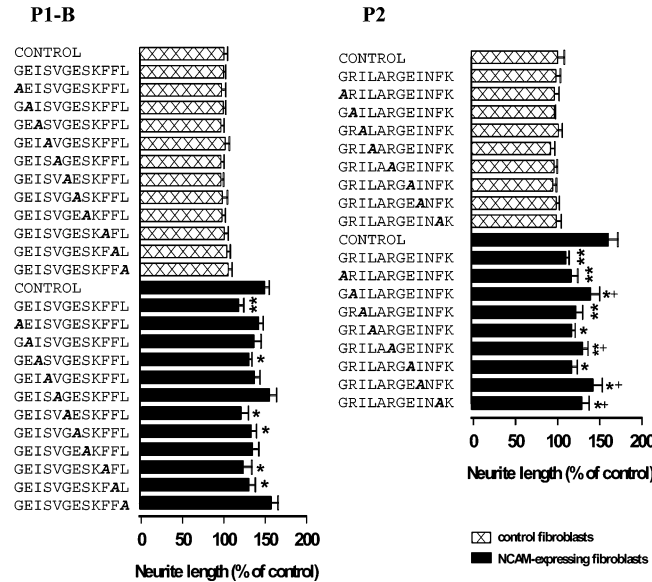 P1-B
CONTROL
GEISVGESKFFL
AEISVGESKFFL
GAISVGESKFFL
GEASVGESKFFL
GEIAVGESKFFL
GEISAGESKFFL
GEISVAESKFFL
GEISVGASKFFL
GEISVGEAKFFL
GEISVGESKAFL
GEISVGESKFAL
GEISVGESKFFA
CONTROL
GEISVGESKFFL **
AEISVGESKFFL
GAISVGESKFFL
GEASVGESKFFL *
GEIAVGESKFFL
GEISAGESKFFL
GEISVAESKFFL *
GEISVGASKFFL *
GEISVGEAKFFL
GEISVGESKAFL *
GEISVGESKFAL *
GEISVGESKFFA
0 50 100 150 200
Neurite length (% of control)
P2
CONTROL
GRILARGEINFK
ARILARGEINFK
GAILARGEINFK
GRALARGEINFK
GRIAARGEINFK
GRILAAGEINFK
GRILARGAINFK
GRILARGEANFK
GRILARGEINAK
CONTROL
GRILARGEINFK **
ARILARGEINFK **
GAILARGEINFK *+
GRALARGEINFK **
GRIAARGEINFK *
GRILAAGEINFK **+
GRILARGAINFK *
GRILARGEANFK *+
GRILARGEINAK *+
0 50 100 150 200
Neurite length (% of control)
control fibroblasts
NCAM-expressing fibroblasts